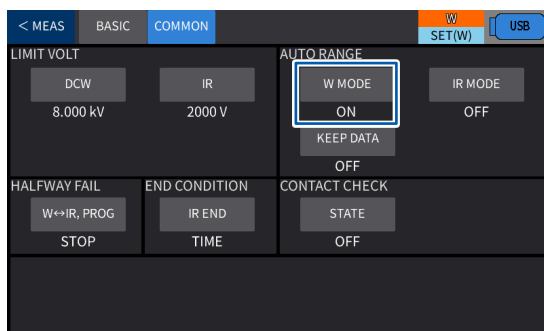 < MEAS BASIC COMMON W SET(W) USB
LIMIT VOLT AUTO RANGE
DCW IR W MODE IR MODE
8.000 kV 2000 V ON OFF
KEEP DATA
OFF
HALFWAY FAIL END CONDITION CONTACT CHECK
W↔IR, PROG IR END STATE
STOP TIME OFF